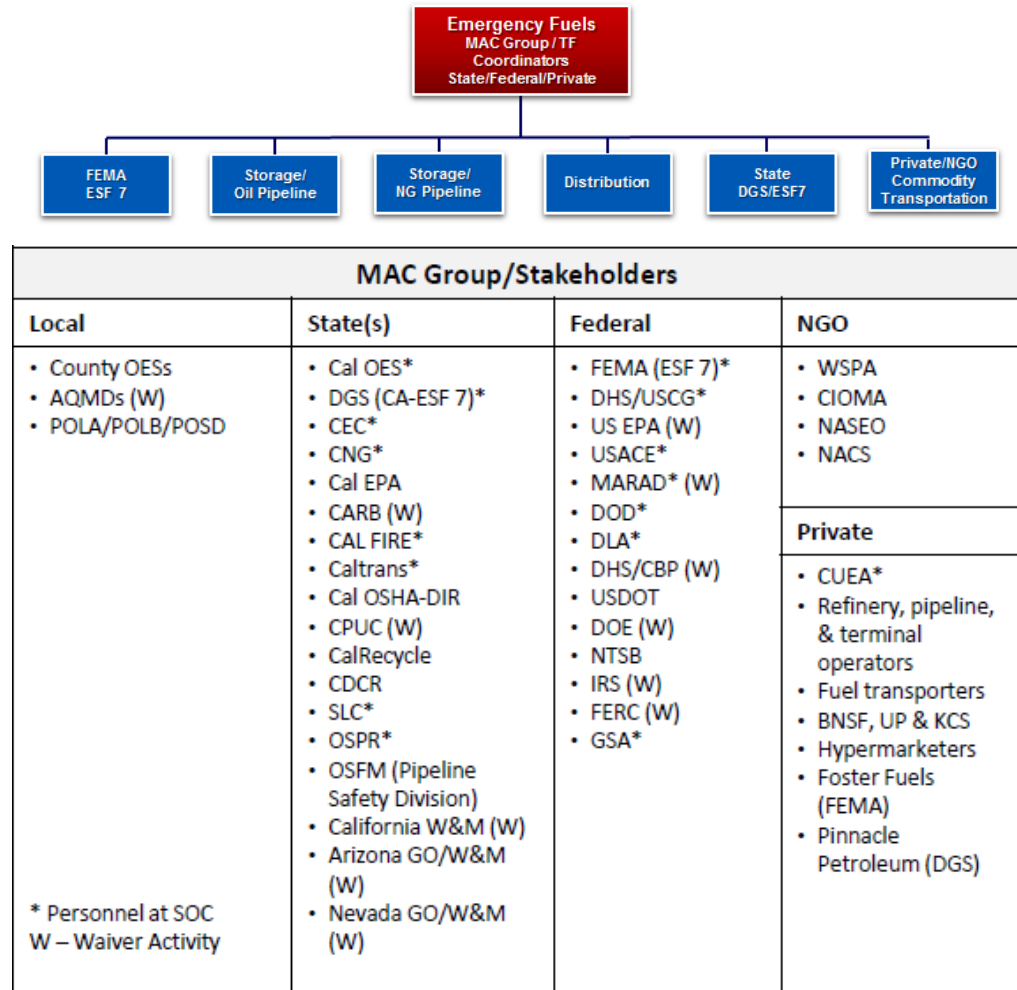 Emergency Fuels
MAC Group / TF
Coordinators
State/Federal/Private
FEMA
ESF 7
Storage/
Oil Pipeline
Storage/
NG Pipeline
Distribution
State
DGS/ESF7
Private/NGO
Commodity
Transportation
MAC Group/Stakeholders
Local
• County OESs
• AQMDs (W)
• POLA/POLB/POSD
* Personnel at SOC
W – Waiver Activity
State(s)
• Cal OES*
• DGS (CA-ESF 7)*
• CEC*
• CNG*
• Cal EPA
• CARB (W)
• CAL FIRE*
• Caltrans*
• Cal OSHA-DIR
• CPUC (W)
• CalRecycle
• CDCR
• SLC*
• OSPR*
• OSFM (Pipeline
Safety Division)
• California W&M (W)
• Arizona GO/W&M
(W)
• Nevada GO/W&M
(W)
Federal
• FEMA (ESF 7)*
• DHS/USCG*
• US EPA (W)
• USACE*
• MARAD* (W)
• DOD*
• DLA*
• DHS/CBP (W)
• USDOT
• DOE (W)
• NTSB
• IRS (W)
• FERC (W)
• GSA*
NGO
• WSPA
• CIOMA
• NASEO
• NACS
Private
• CUEA*
• Refinery, pipeline,
& terminal
operators
• Fuel transporters
• BNSF, UP & KCS
• Hypermarketers
• Foster Fuels
(FEMA)
• Pinnacle
Petroleum (DGS)